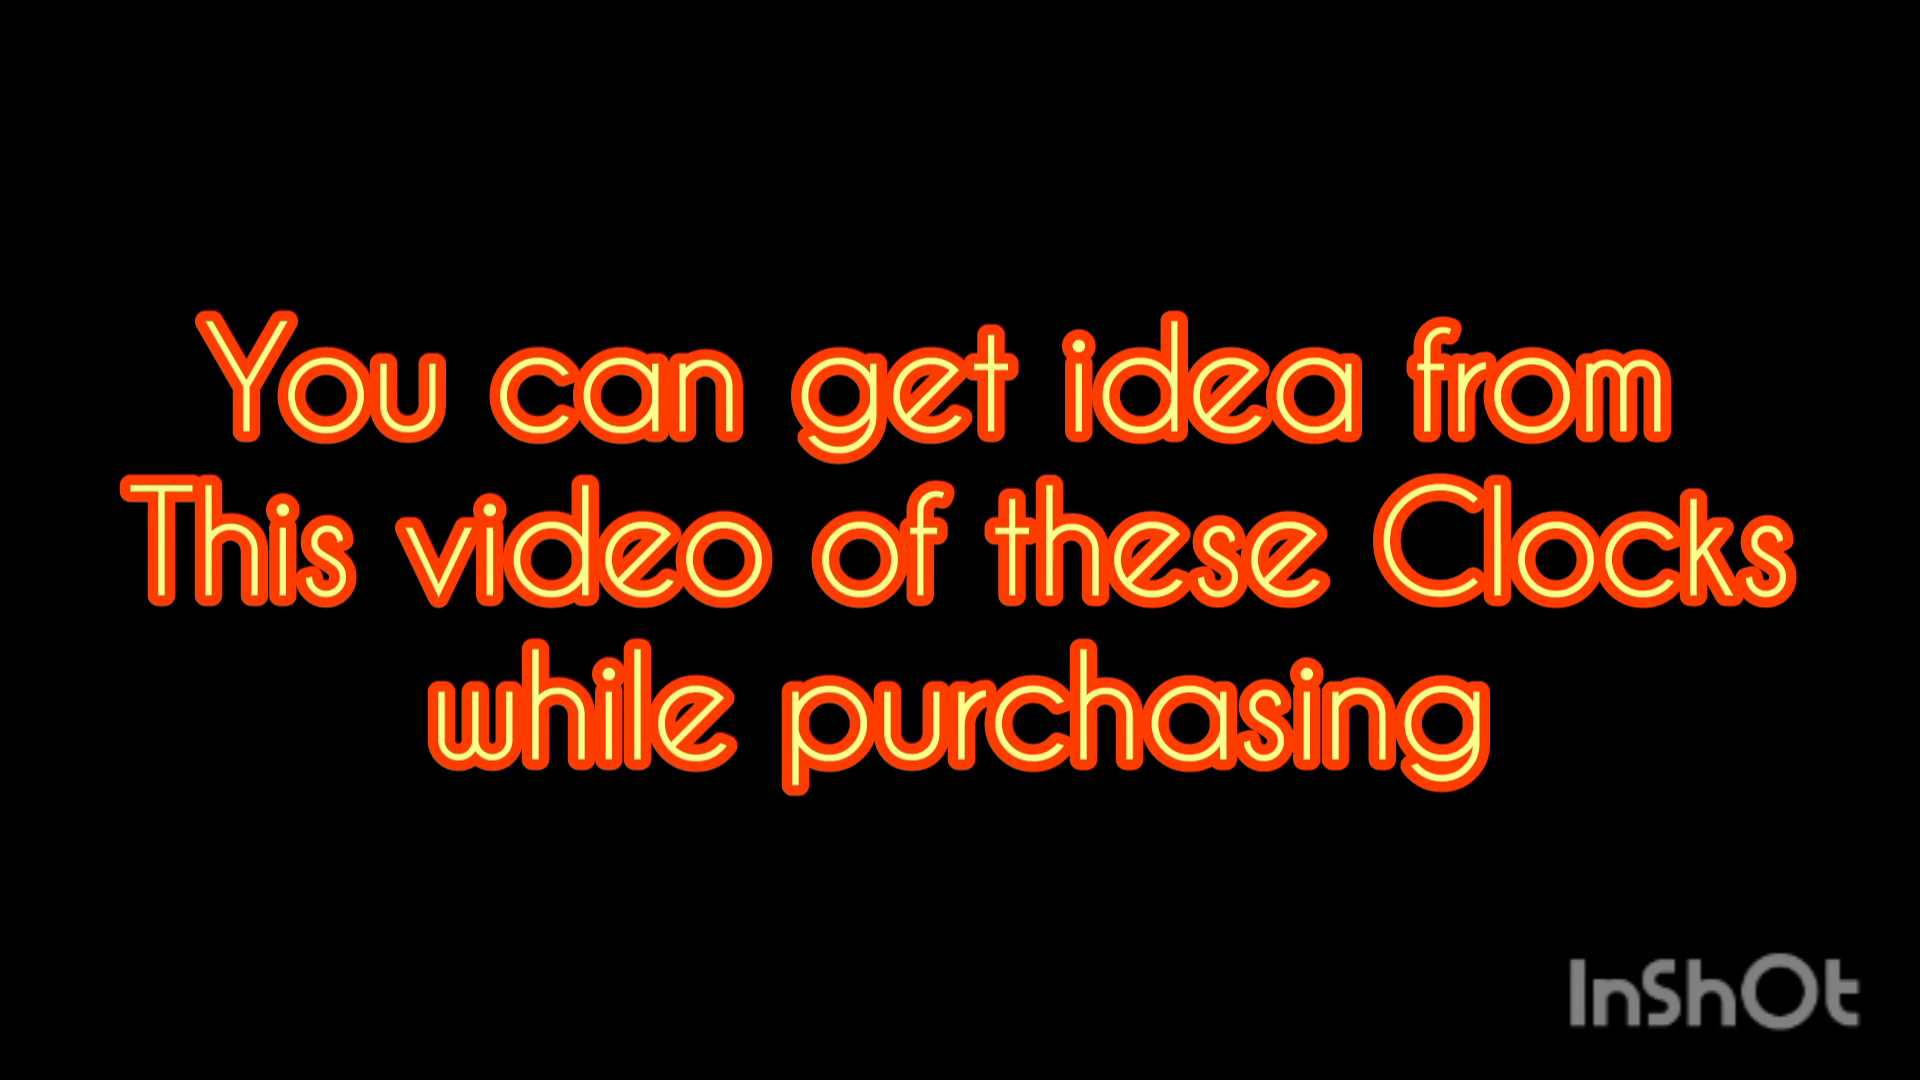 You can get idea from
This video of these Clocks
while purchasing
InShOt